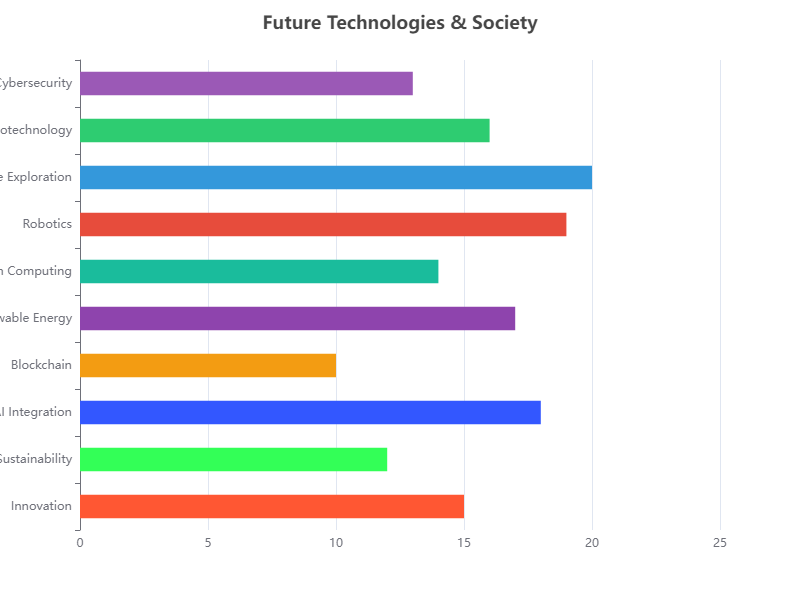 Future Technologies & Society
Cybersecurity
otechnology
Exploration
Robotics
Computing
wable Energy
Blockchain
AI Integration
Sustainability
Innovation
0 5 10 15 20 25